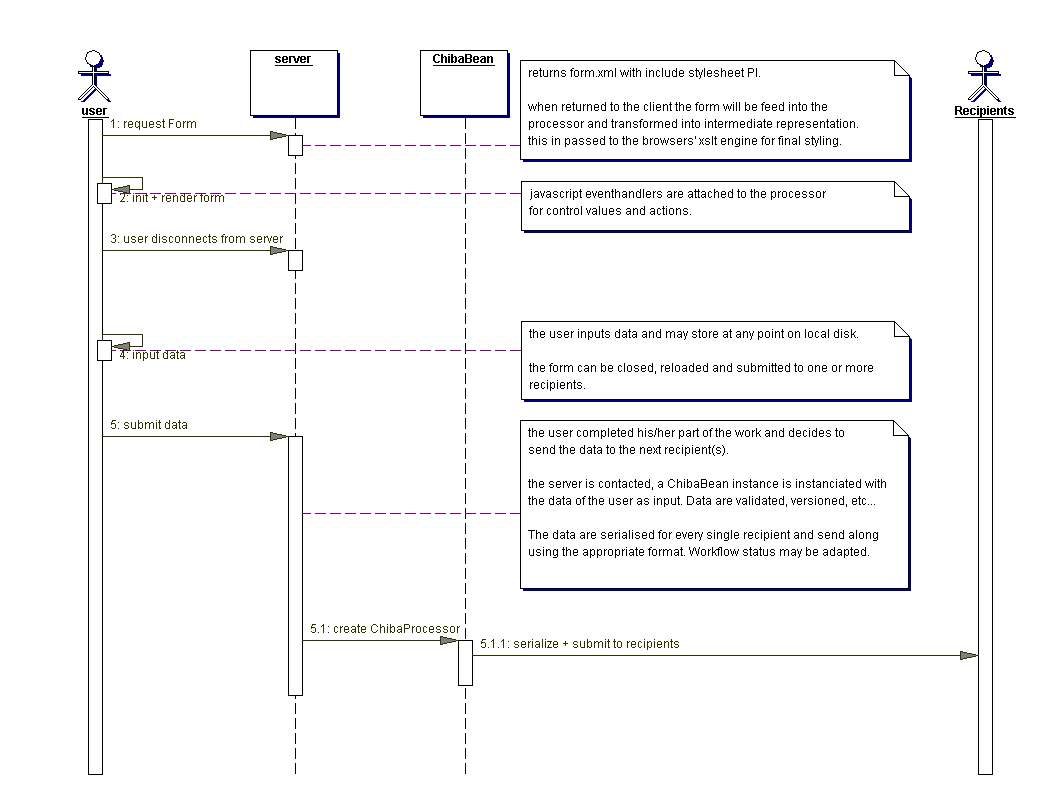 server
ChibaBean
user
Recipients
returns form.xml with include stylesheet PI.
when returned to the client the form will be feed into the
processor and transformed into intermediate representation.
this in passed to the browsers' xslt engine for final styling.
1: request Form
javascript eventhandlers are attached to the processor
for control values and actions.
2: init + render form
3: user disconnects from server
the user inputs data and may store at any point on local disk.
the form can be closed, reloaded and submitted to one or more
recipients.
4: input data
5: submit data
the user completed his/her part of the work and decides to
send the data to the next recipient(s).
the server is contacted, a ChibaBean instance is instanciated with
the data of the user as input. Data are validated, versioned, etc...
The data are serialised for every single recipient and send along
using the appropriate format. Workflow status may be adapted.
5.1: create ChibaProcessor
5.1.1: serialize + submit to recipients